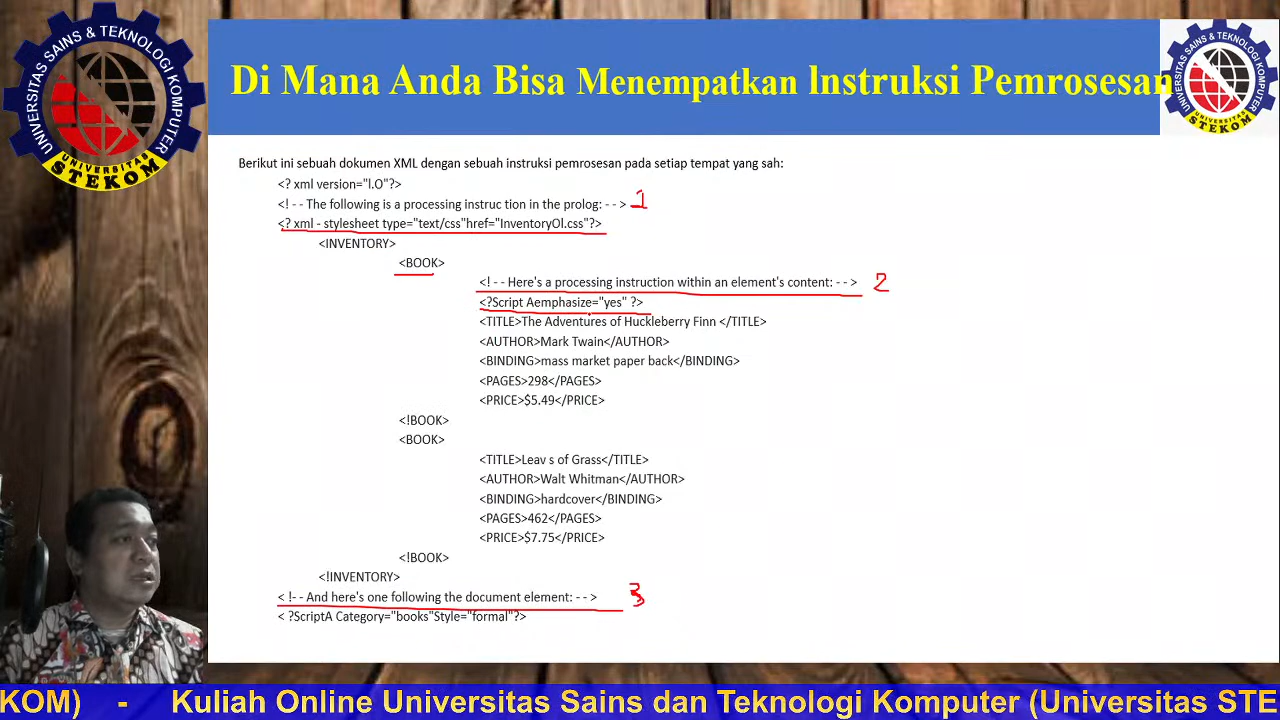 UNIVERSITAS SAINS & TEKNOLOGI KOMPUTER
UNIVERSITAS
STEKOM
Di Mana Anda Bisa Menempatkan Instruksi Pemrosesan
UNIVERSITAS SAINS & TEKNOLOGI KOMPUTER
UNIVERSITAS
STEKOM
Berikut ini sebuah dokumen XML dengan sebuah instruksi pemrosesan pada setiap tempat yang sah:
<? xml version="l.O"?>
<! - - The following is a processing instruc tion in the prolog: - - > 1
<? xml - stylesheet type="text/css"href="InventoryOl.css"?>
<INVENTORY>
<BOOK>
<! - - Here's a processing instruction within an element's content: - - > 2
<?Script Aemphasize="yes" ?>
<TITLE>The Adventures of Huckleberry Finn </TITLE>
<AUTHOR>Mark Twain</AUTHOR>
<BINDING>mass market paper back</BINDING>
<PAGES>298</PAGES>
<PRICE>$5.49</PRICE>
<!BOOK>
<BOOK>
<TITLE>Leav s of Grass</TITLE>
<AUTHOR>Walt Whitman</AUTHOR>
<BINDING>hardcover</BINDING>
<PAGES>462</PAGES>
<PRICE>$7.75</PRICE>
<!BOOK>
<!INVENTORY>
< !- - And here's one following the document element: - - > 3
< ?ScriptA Category="books"Style="formal"?>
KOM) - Kuliah Online Universitas Sains dan Teknologi Komputer (Universitas STE